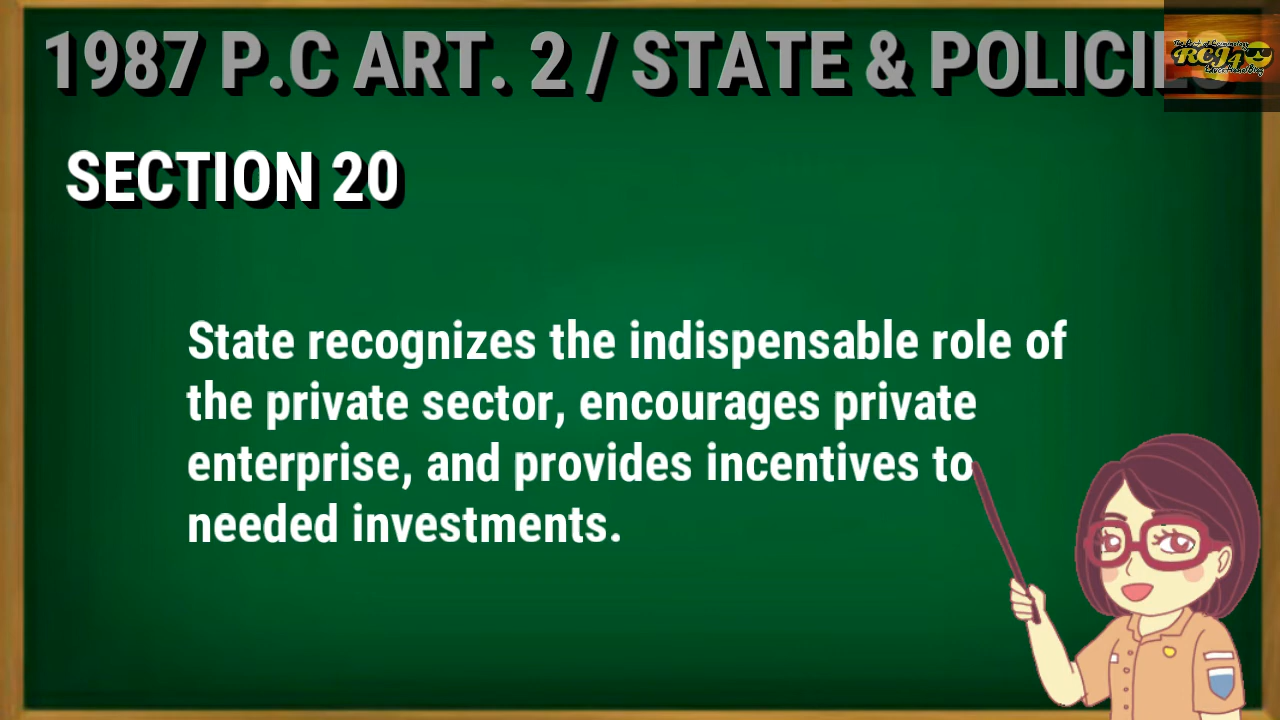 1987 P.C ART. 2 / STATE & POLICIES
SECTION 20
State recognizes the indispensable role of
the private sector, encourages private
enterprise, and provides incentives to
needed investments.
RCJ4